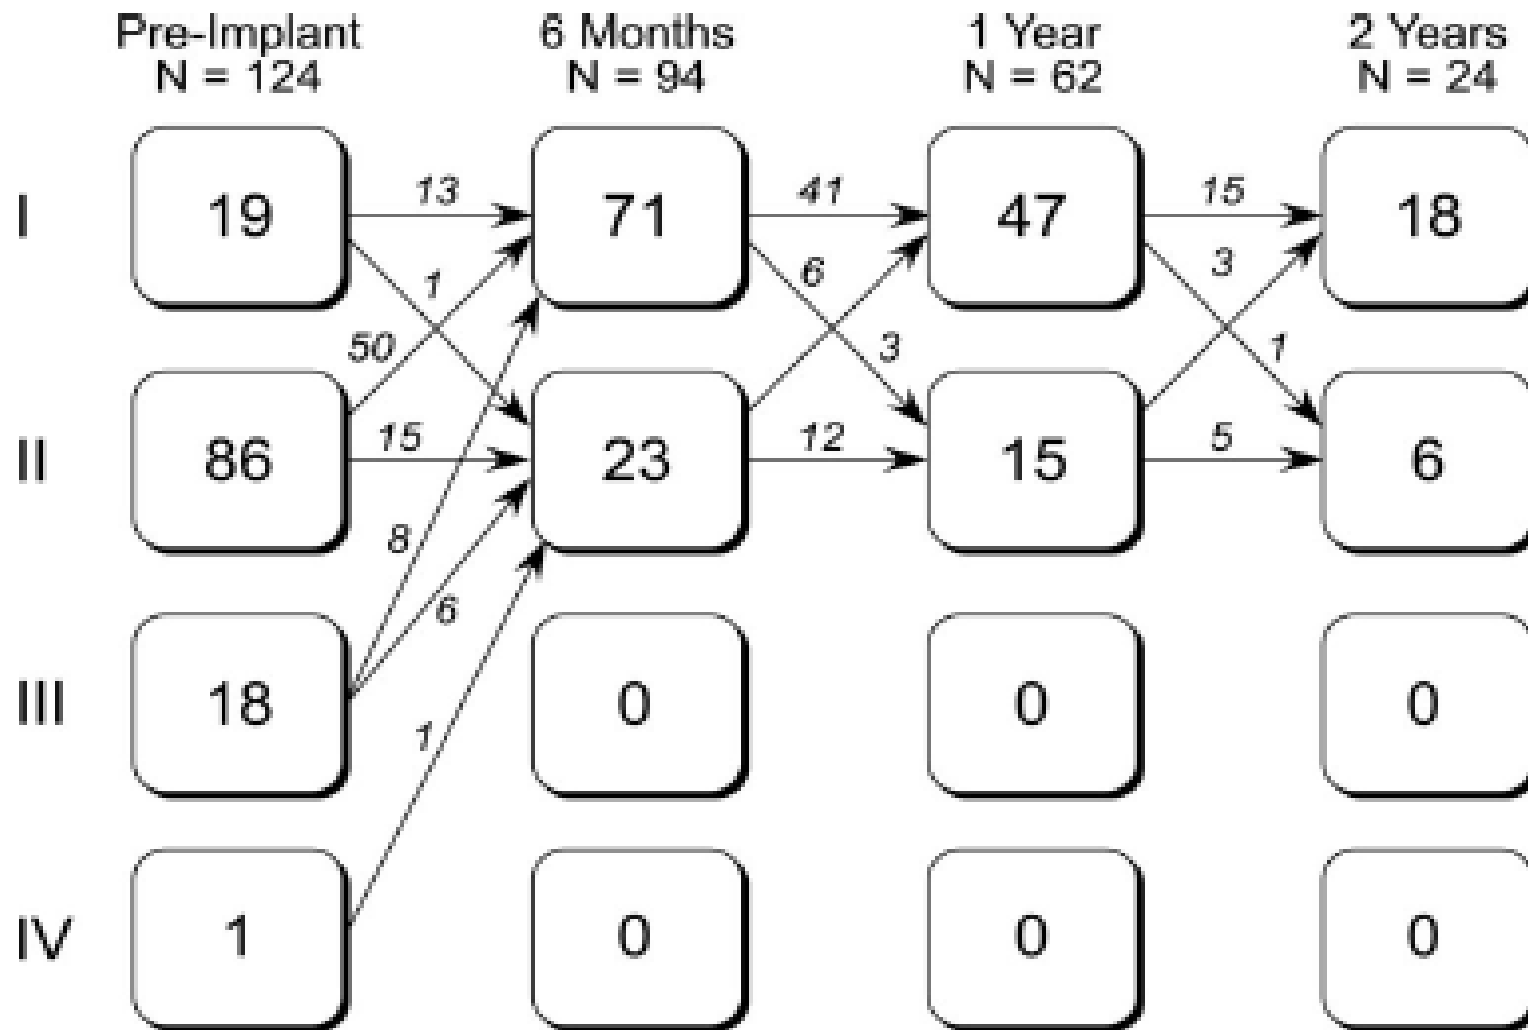 Pre-Implant 6 Months 1 Year 2 Years
N = 124 N = 94 N = 62 N = 24
I 19 13 71 41 47 15 18
1 6 3
50 3 1
II 86 15 23 12 15 5 6
8
6
III 18 0 0 0
1
IV 1 0 0 0